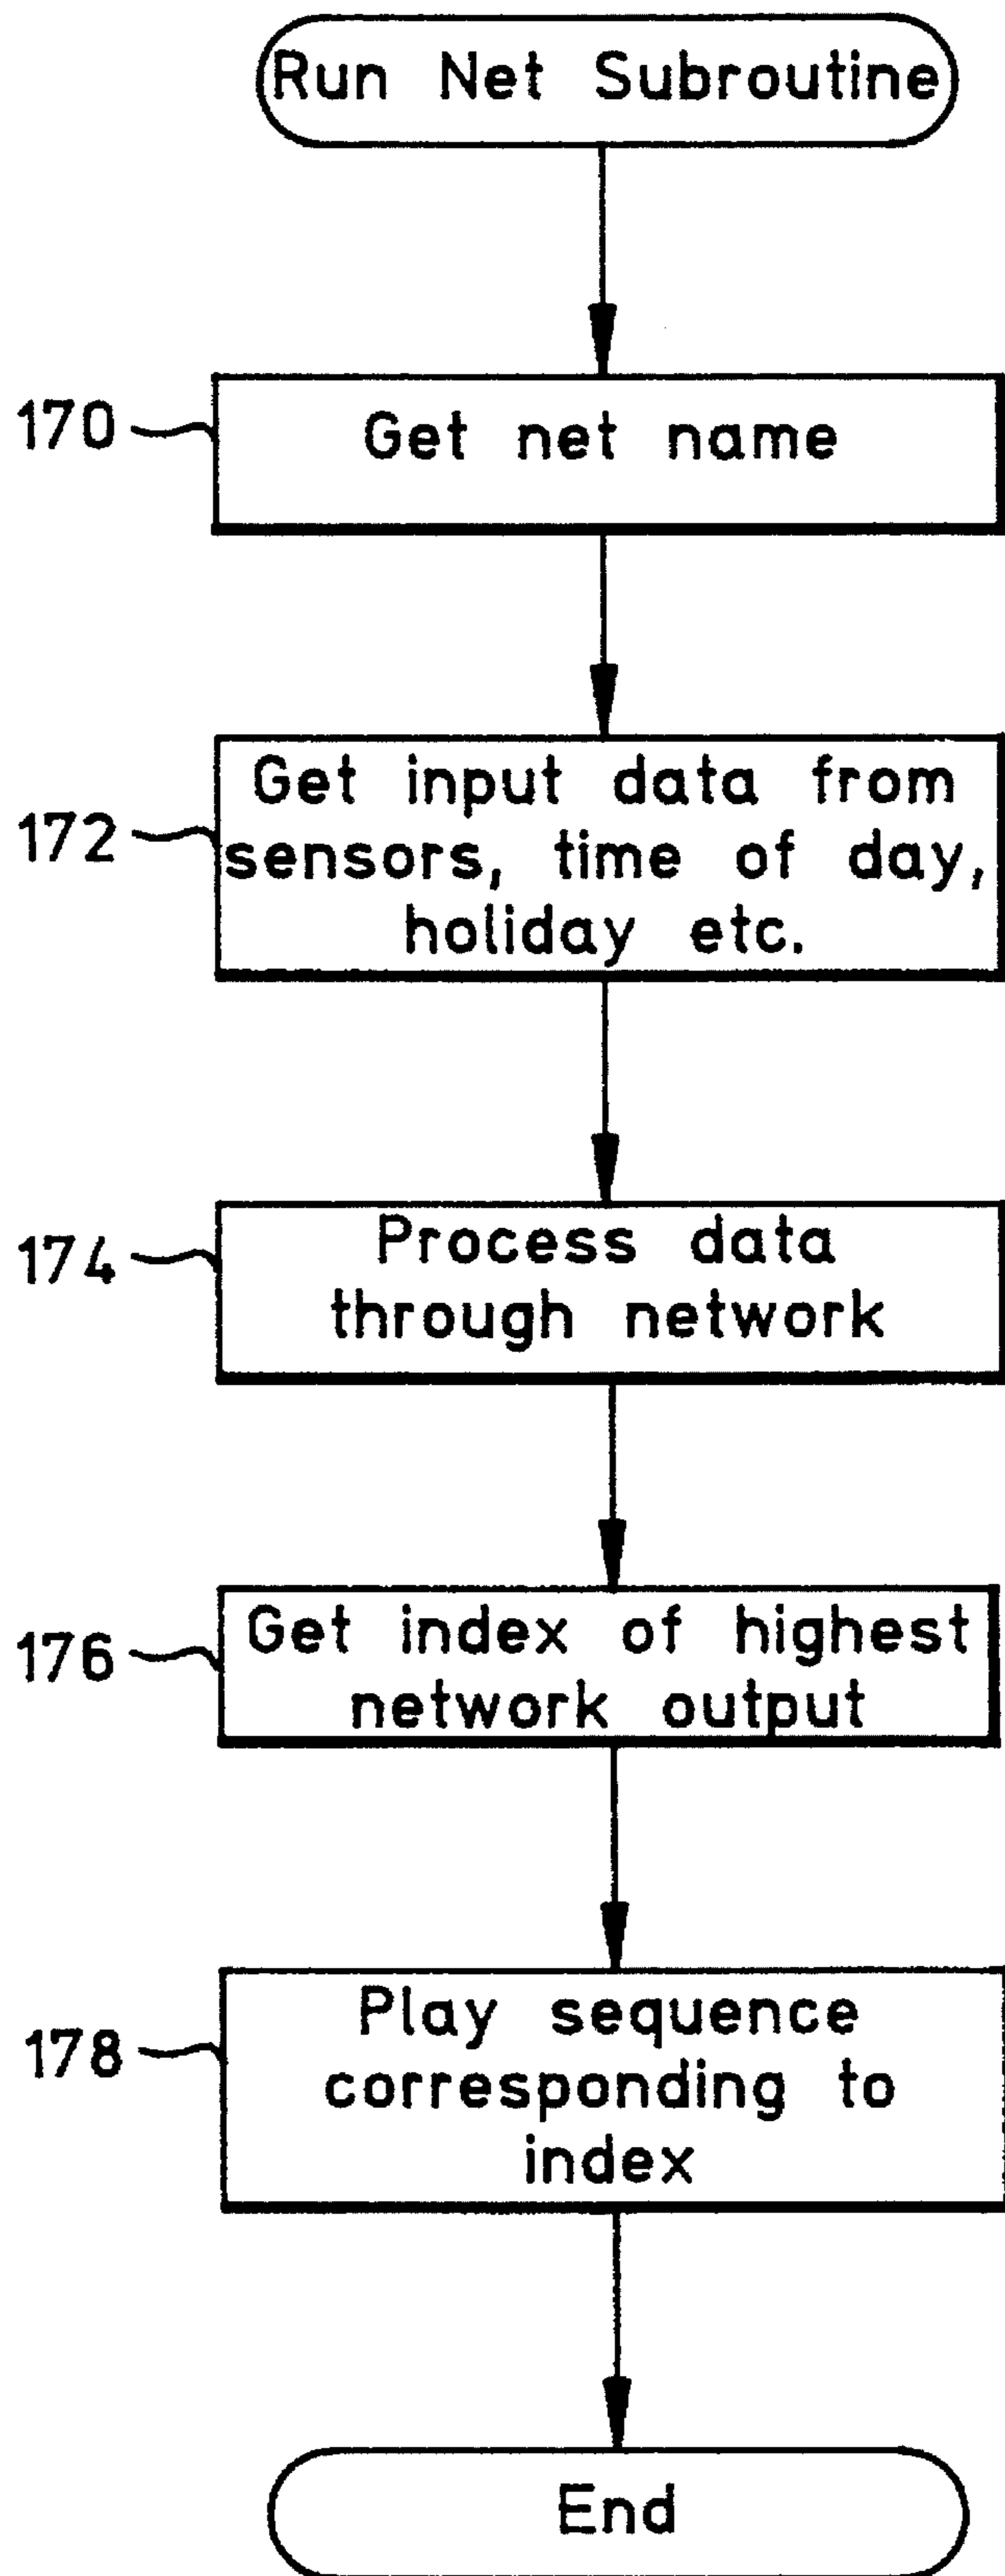 Run Net Subroutine
170
Get net name
172
Get input data from
sensors, time of day,
holiday etc.
174
Process data
through network
176
Get index of highest
network output
178
Play sequence
corresponding to
index
End